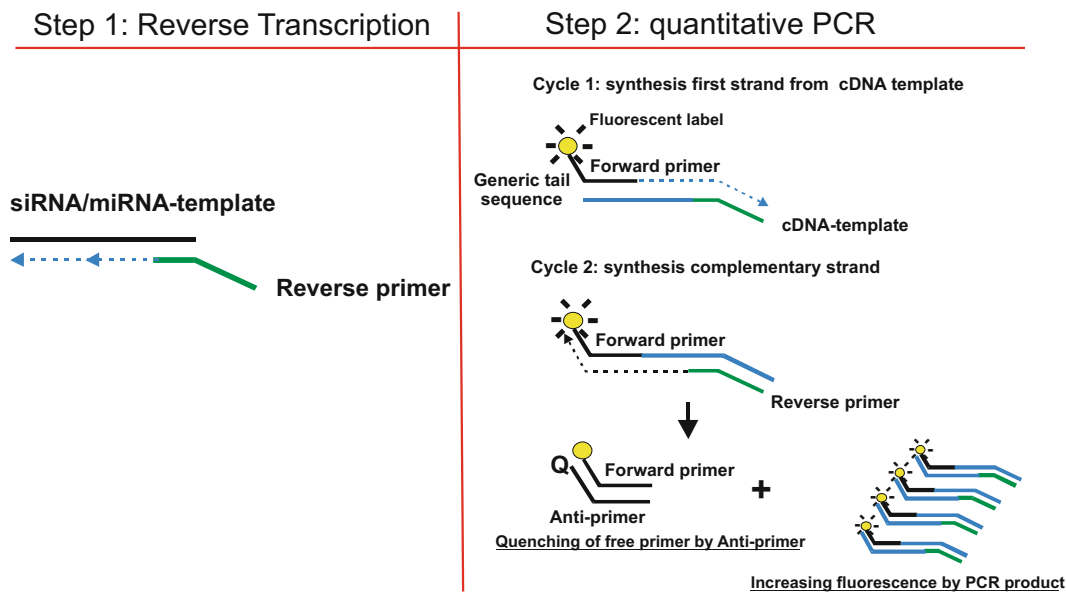 Step 1: Reverse Transcription
Step 2: quantitative PCR
siRNA/miRNA-template
Reverse primer
Cycle 1: synthesis first strand from cDNA template
Fluorescent label
Forward primer
Generic tail
sequence
cDNA-template
Cycle 2: synthesis complementary strand
Forward primer
Reverse primer
Q
Forward primer
+
Anti-primer
Quenching of free primer by Anti-primer
Increasing fluorescence by PCR product